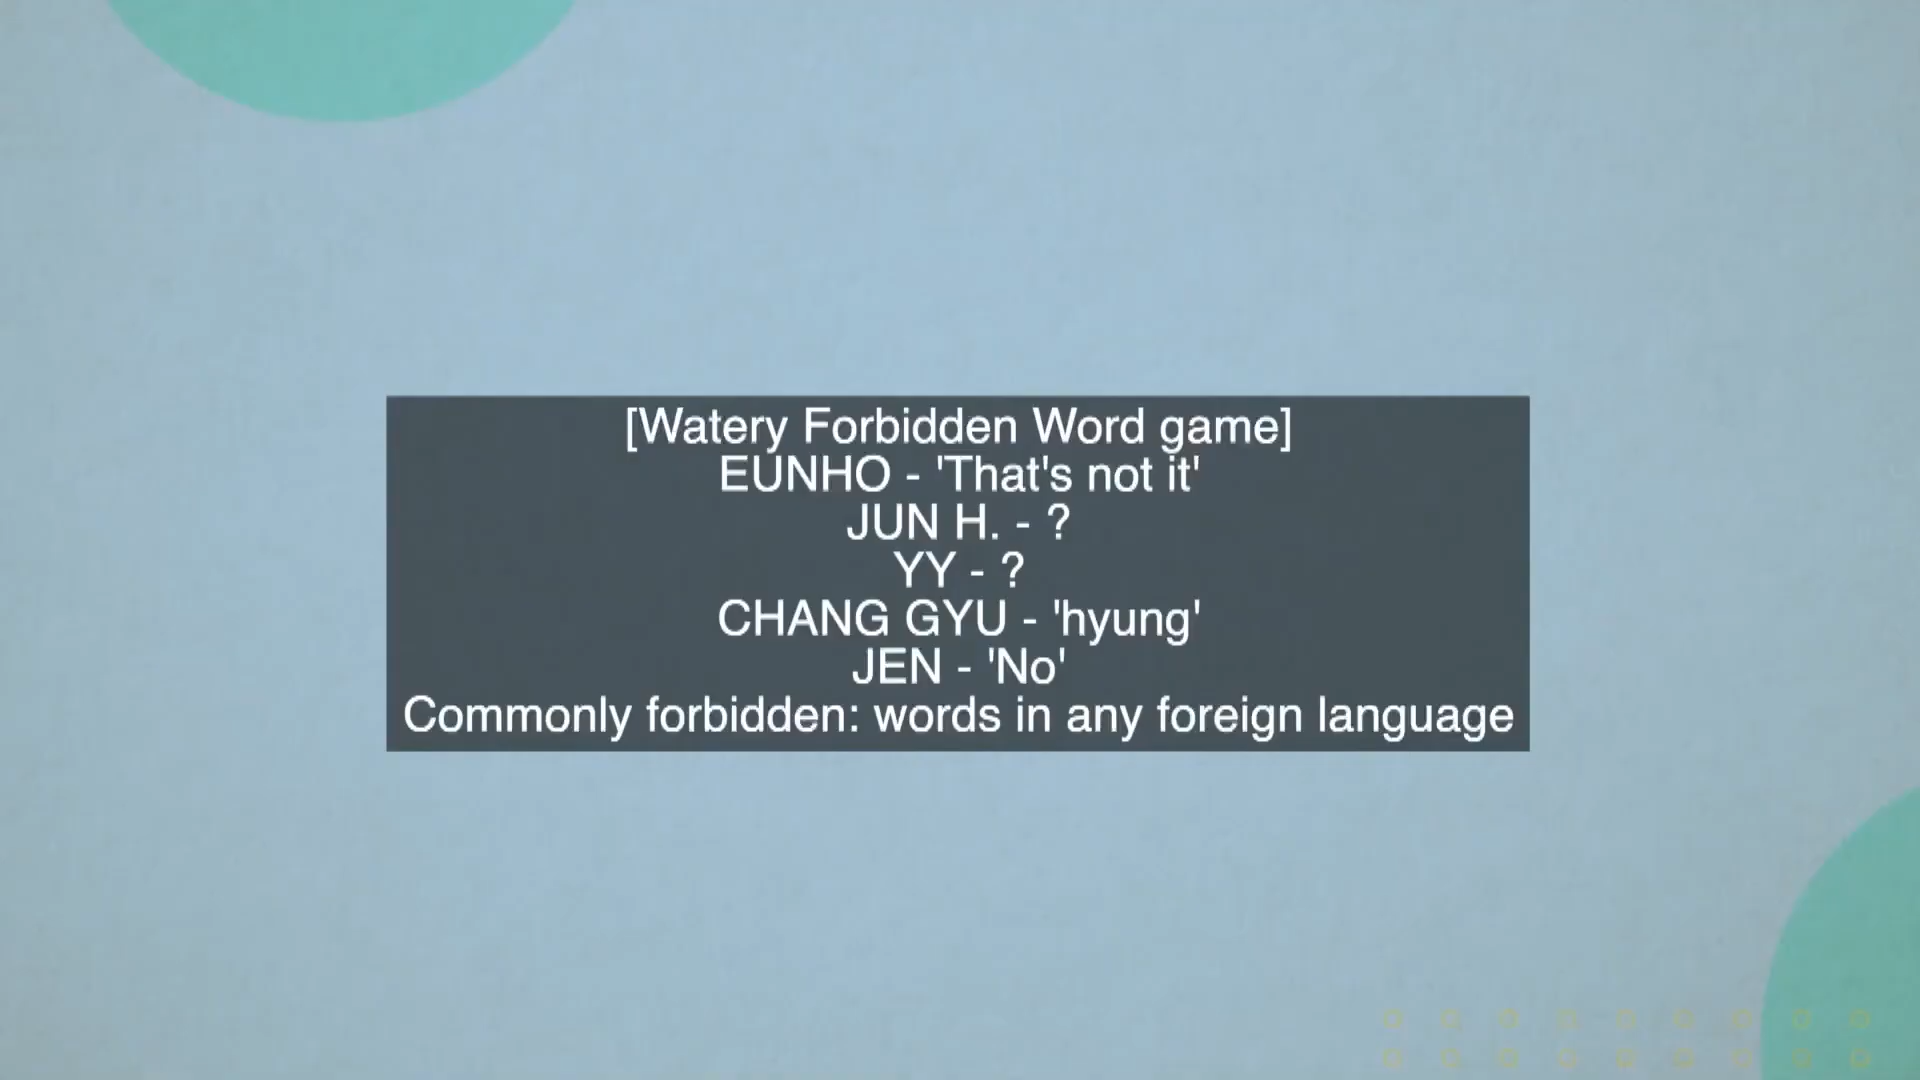 [Watery Forbidden Word game]
EUNHO - 'That's not it'
JUN H. - ?
YY - ?
CHANG GYU - 'hyung'
JEN - 'No'
Commonly forbidden: words in any foreign language